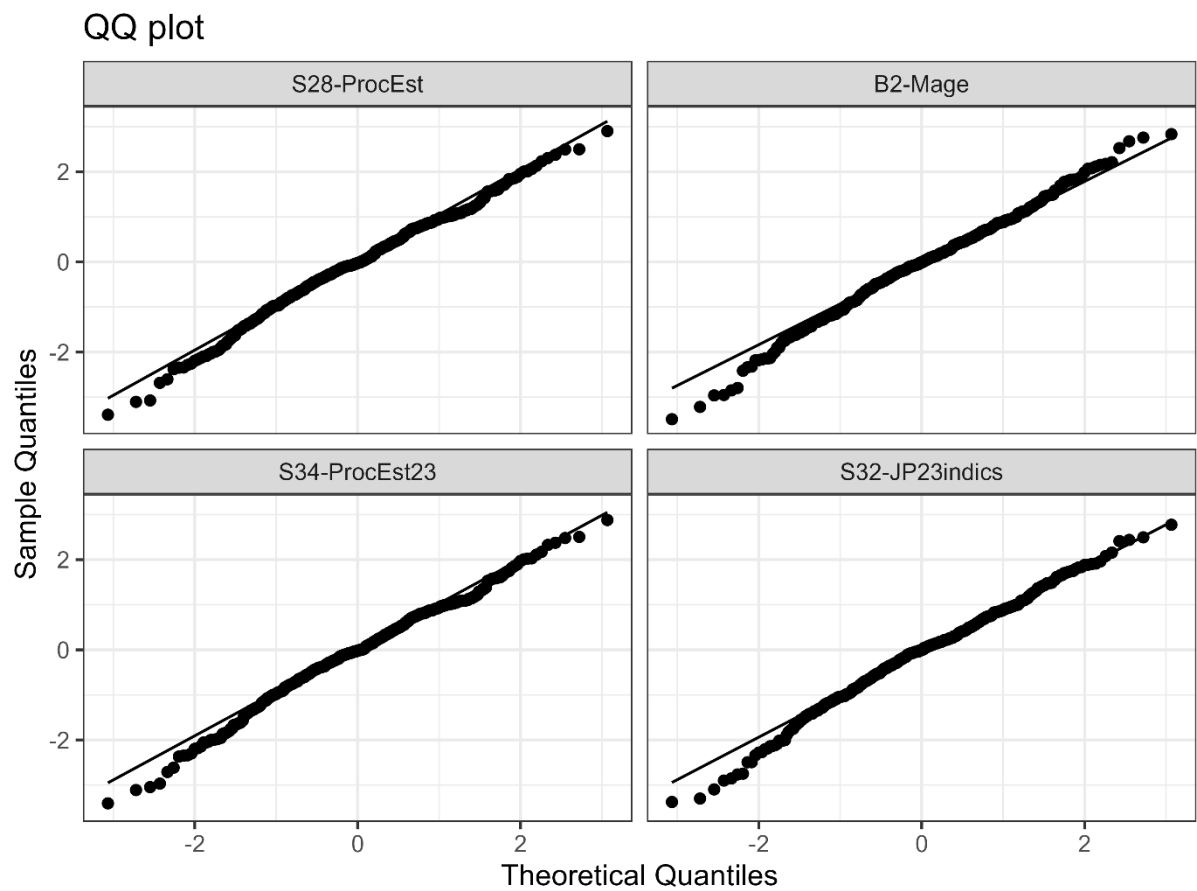 QQ plot
S28-ProcEst
B2-Mage
2
0
-2
S34-ProcEst23
S32-JP23indics
2
0
-2
Sample Quantiles
-2
0
2
-2
0
2
Theoretical Quantiles